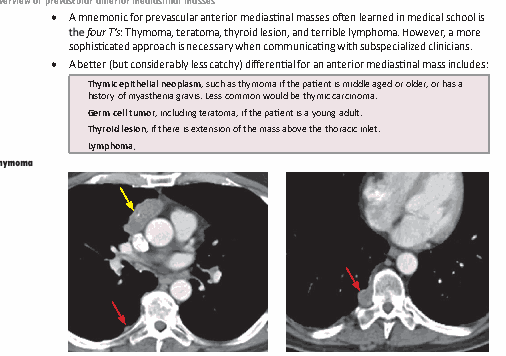 overview of prevascular anterior mediastinal masses
• A mnemonic for prevascular anterior mediastinal masses often learned in medical school is
the four T's: Thymoma, teratoma, thyroid lesion, and terrible lymphoma. However, a more
sophisticated approach is necessary when communicating with subspecialized clinicians.
• A better (but considerably less catchy) differential for an anterior mediastinal mass includes:
Thymic epithelial neoplasm, such as thymoma if the patient is middle aged or older, or has a
history of myasthenia gravis. Less common would be thymic carcinoma.
Germ cell tumor, including teratoma, if the patient is a young adult.
Thyroid lesion, if there is extension of the mass above the thoracic inlet.
Lymphoma.
hymoma